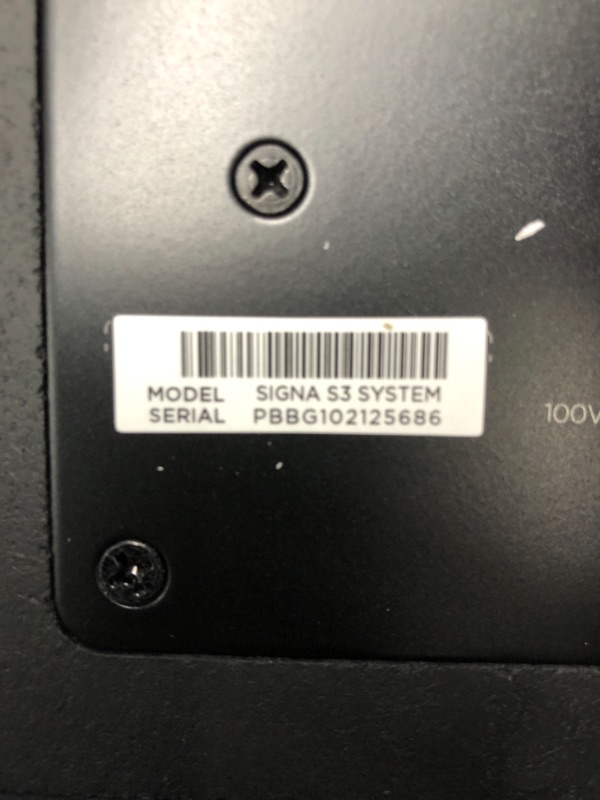 MODEL SIGNA S3 SYSTEM
SERIAL PBBG102125686
100V